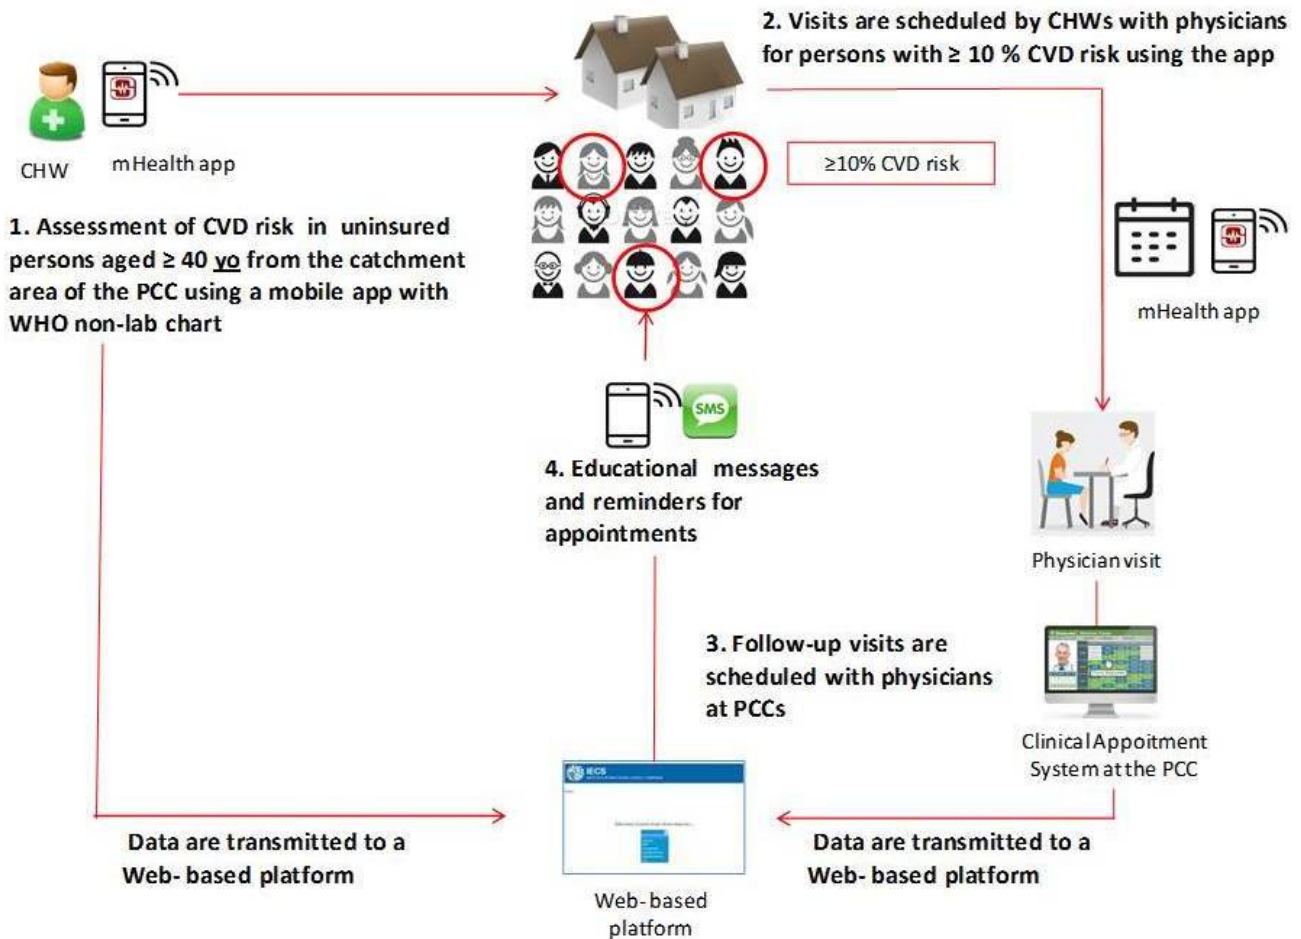 2. Visits are scheduled by CHWs with physicians
for persons with ≥ 10 % CVD risk using the app
CHW
mHealth app
≥10% CVD risk
1. Assessment of CVD risk in uninsured
persons aged ≥ 40 yo from the catchment
area of the PCC using a mobile app with
WHO non-lab chart
mHealth app
SMS
4. Educational messages
and reminders for
appointments
Physician visit
3. Follow-up visits are
scheduled with physicians
at PCCs
Clinical Appoitment
System at the PCC
IECS
Data are transmitted to a
Web- based platform
Web- based
platform
Data are transmitted to a
Web- based platform